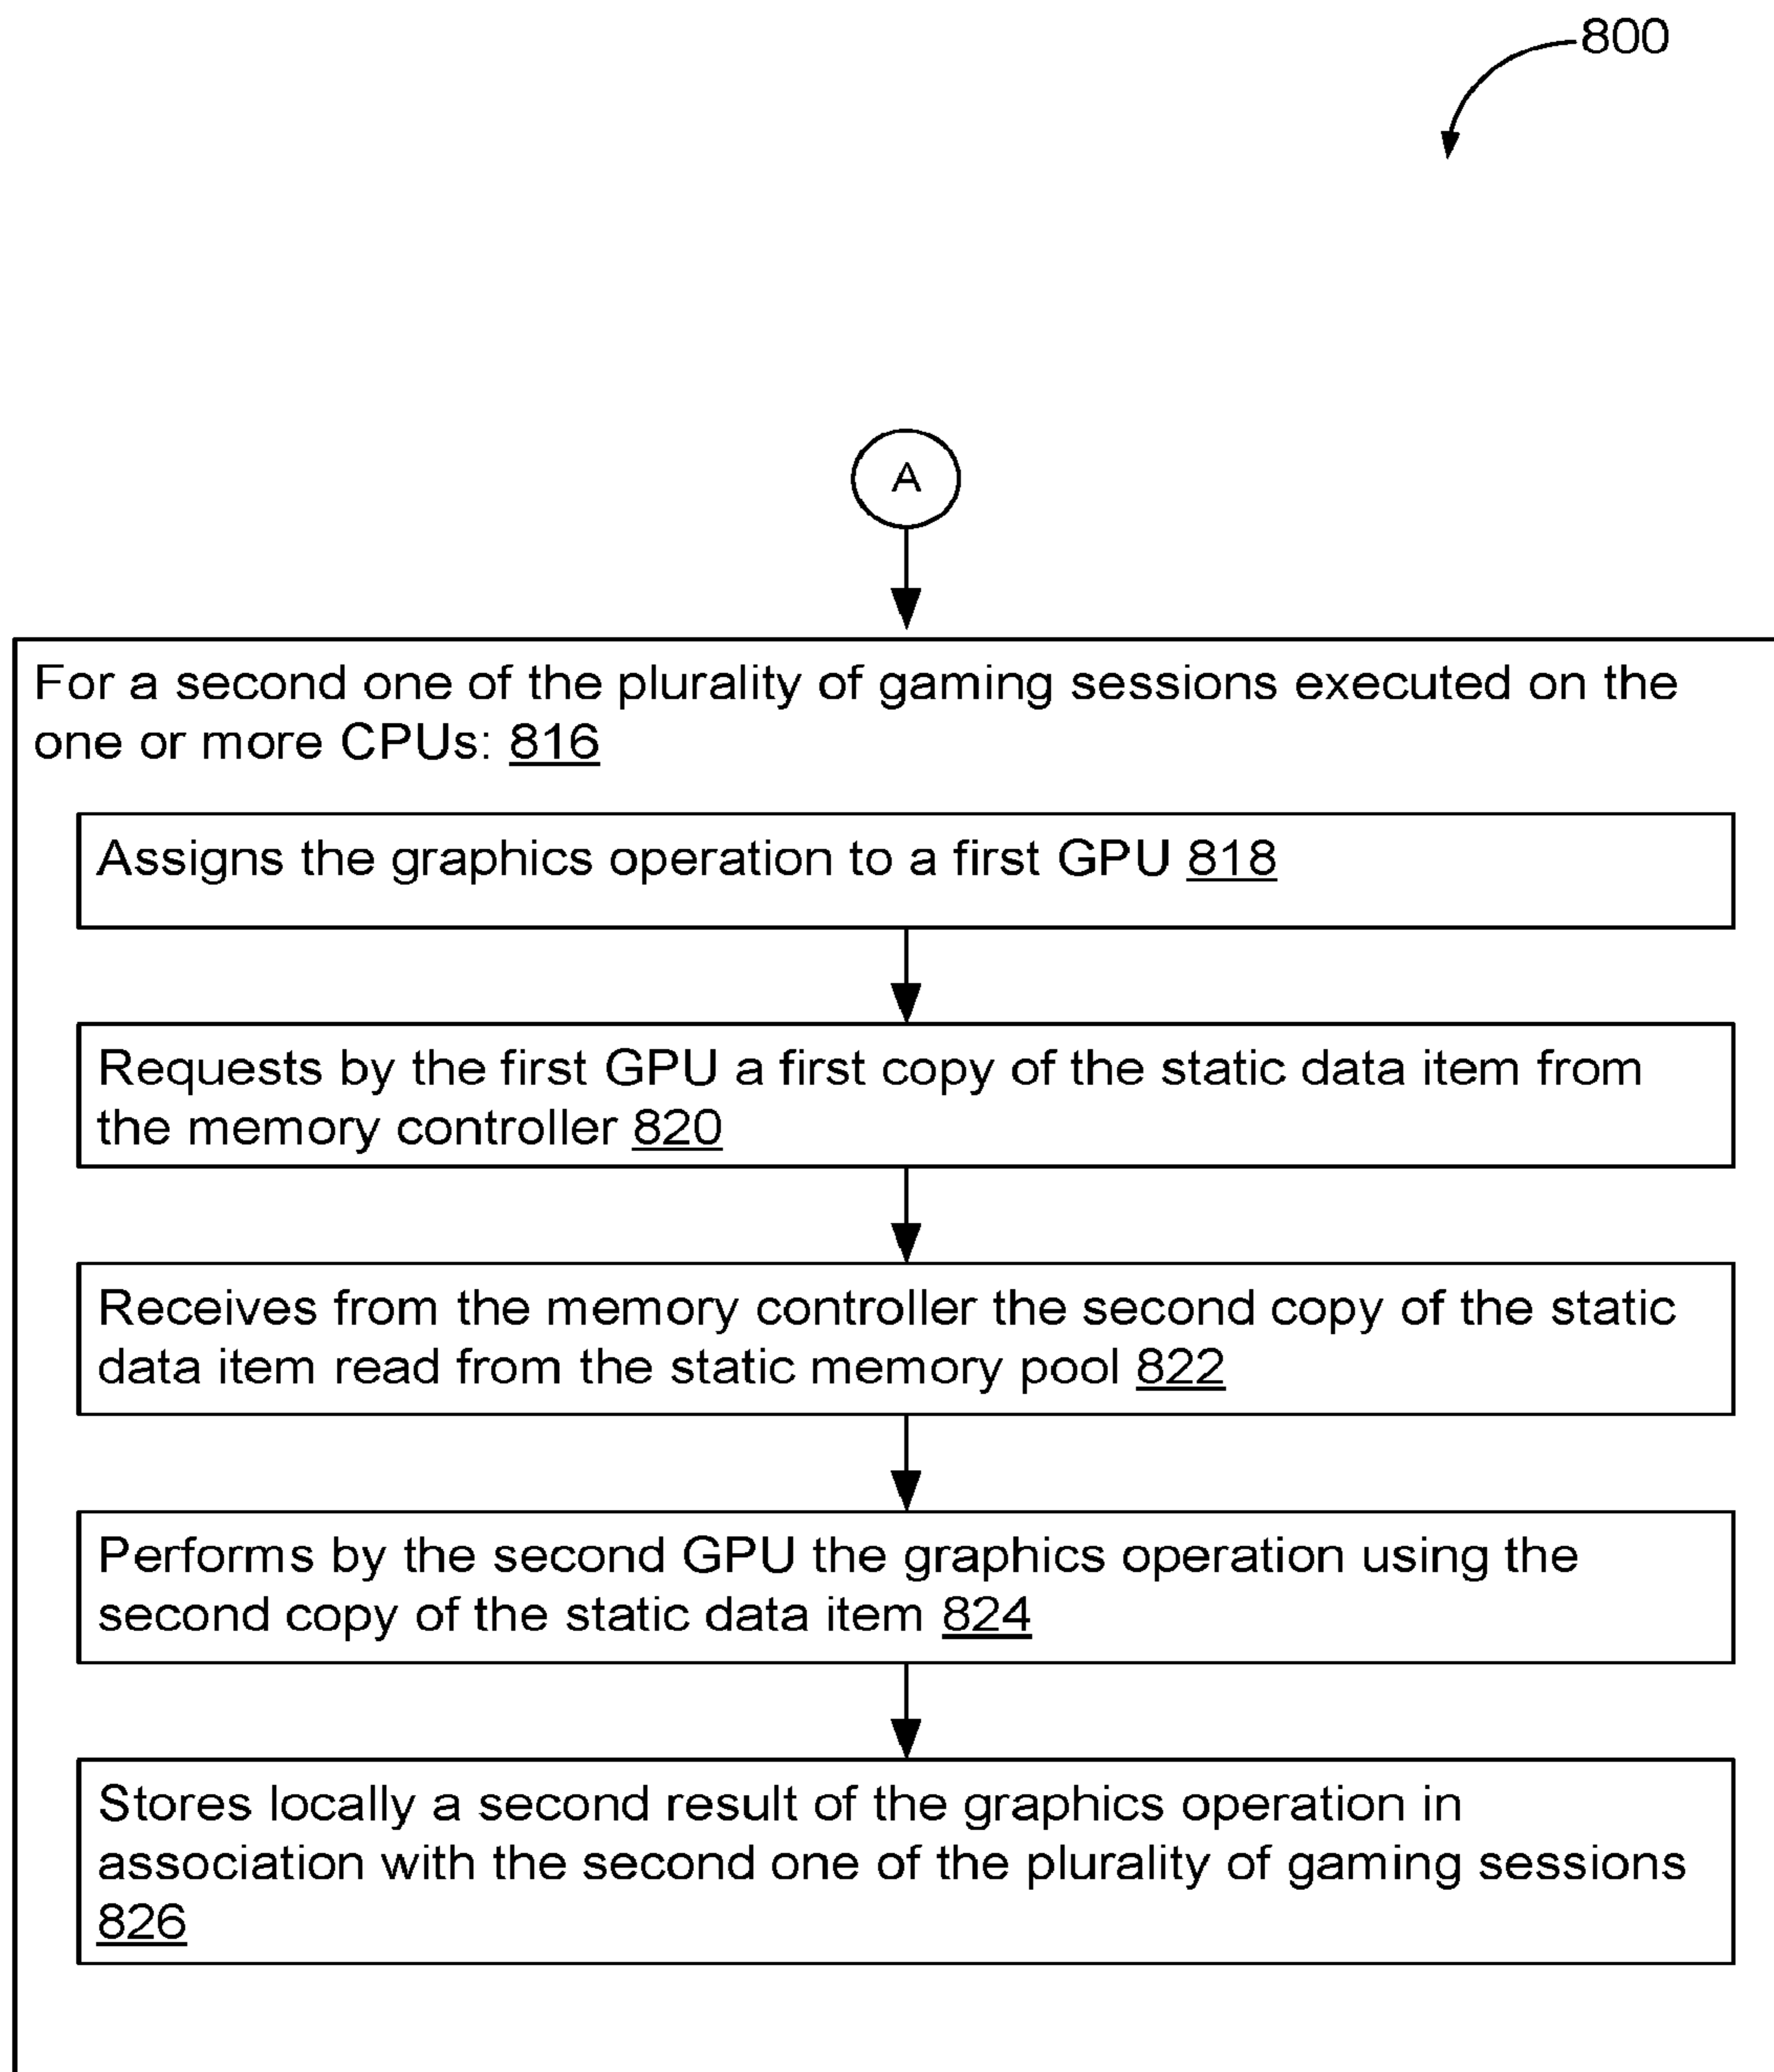 800
A
For a second one of the plurality of gaming sessions executed on the
one or more CPUs: 816
Assigns the graphics operation to a first GPU 818
Requests by the first GPU a first copy of the static data item from
the memory controller 820
Receives from the memory controller the second copy of the static
data item read from the static memory pool 822
Performs by the second GPU the graphics operation using the
second copy of the static data item 824
Stores locally a second result of the graphics operation in
association with the second one of the plurality of gaming sessions
826